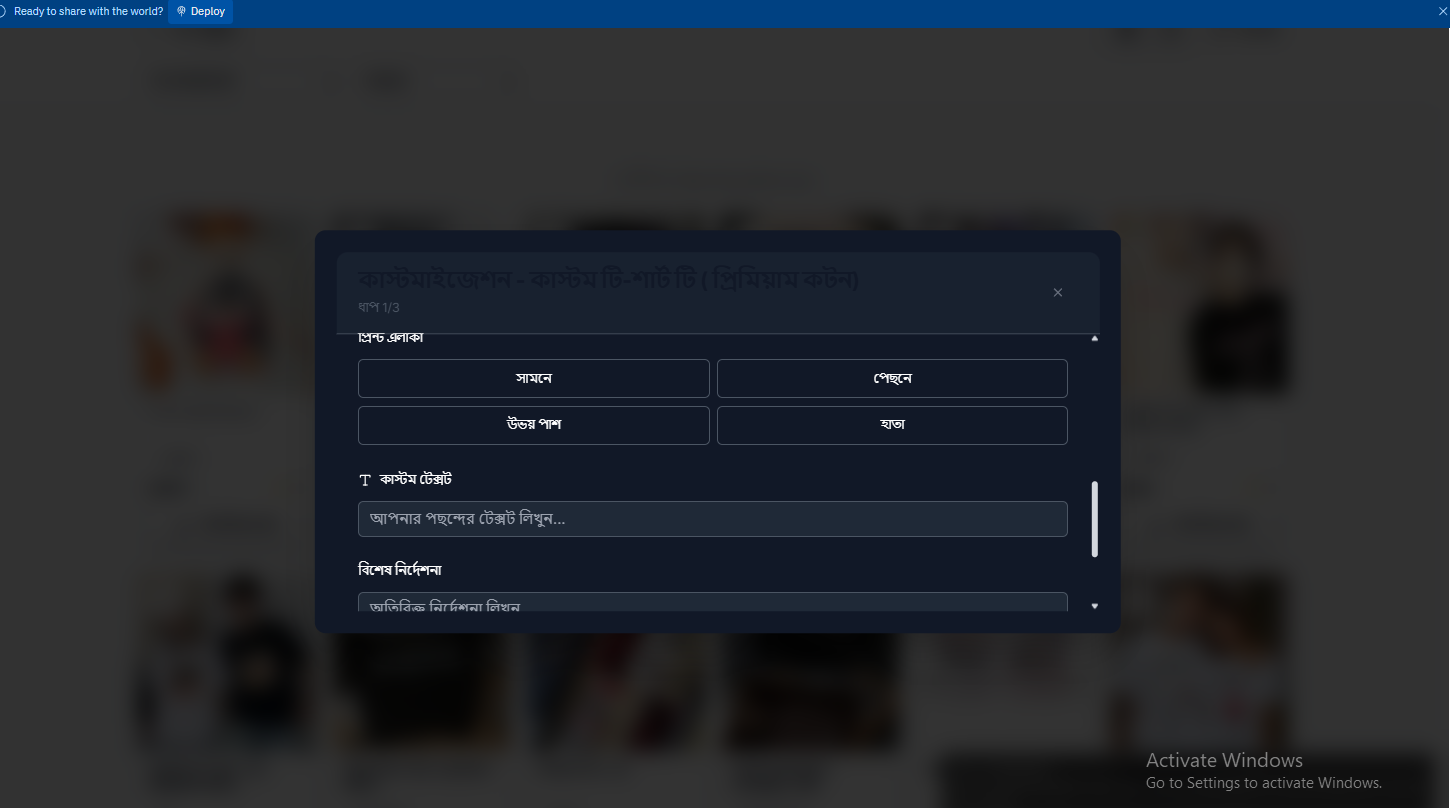 Ready to share with the world? Deploy
কাস্টমাইজেশন - কাস্টম টি-শার্ট টি ( প্রিমিয়াম কটন)
ধাপ 1/3
প্রিন্ট এলাকা
সামনে পেছনে
উভয় পাশ হাতা
কাস্টম টেক্সট
আপনার পছন্দের টেক্সট লিখুন...
বিশেষ নির্দেশনা
অতিরিক্ত নির্দেশনা লিখুন
Activate Windows
Go to Settings to activate Windows.